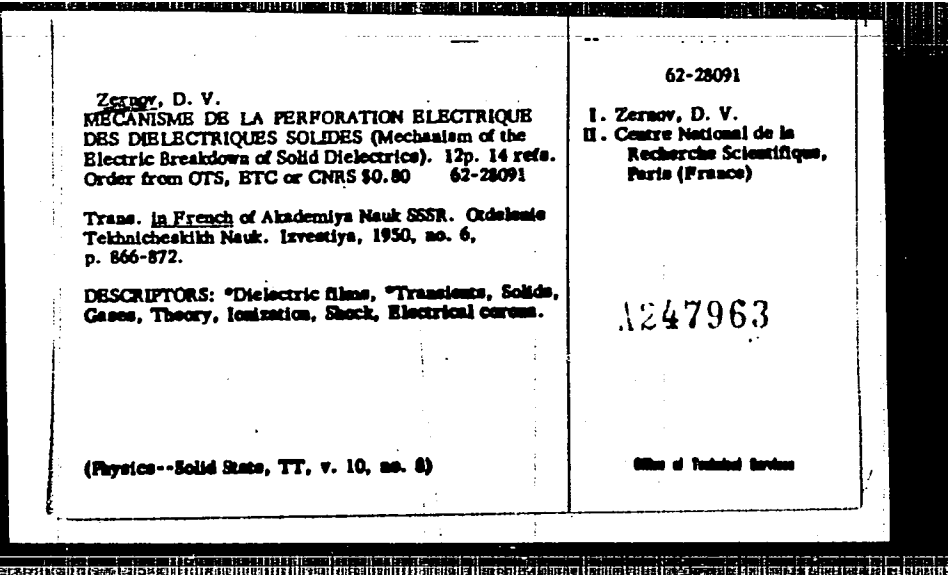 Zernov, D. V.
MECANISME DE LA PERFORATION ELECTRIQUE
DES DIELECTRIQUES SOLIDES (Mechanism of the
Electric Breakdown of Solid Dielectrics). 12p. 14 refs.
Order from OTS, ETC or CNRS $0.80 62-28091
Trans. in French of Akademiya Nauk SSSR. Otdelenie
Tekhnicheskikh Nauk. Izvestiya, 1950, no. 6,
p. 866-872.
DESCRIPTORS: *Dielectric films, *Transients, Solids,
Gases, Theory, Ionization, Shock, Electrical corona.
(Physics--Solid State, TT, v. 10, no. 8)
62-28091
I. Zernov, D. V.
II. Centre National de la
Recherche Scientifique,
Paris (France)
A247963
Office of Technical Services